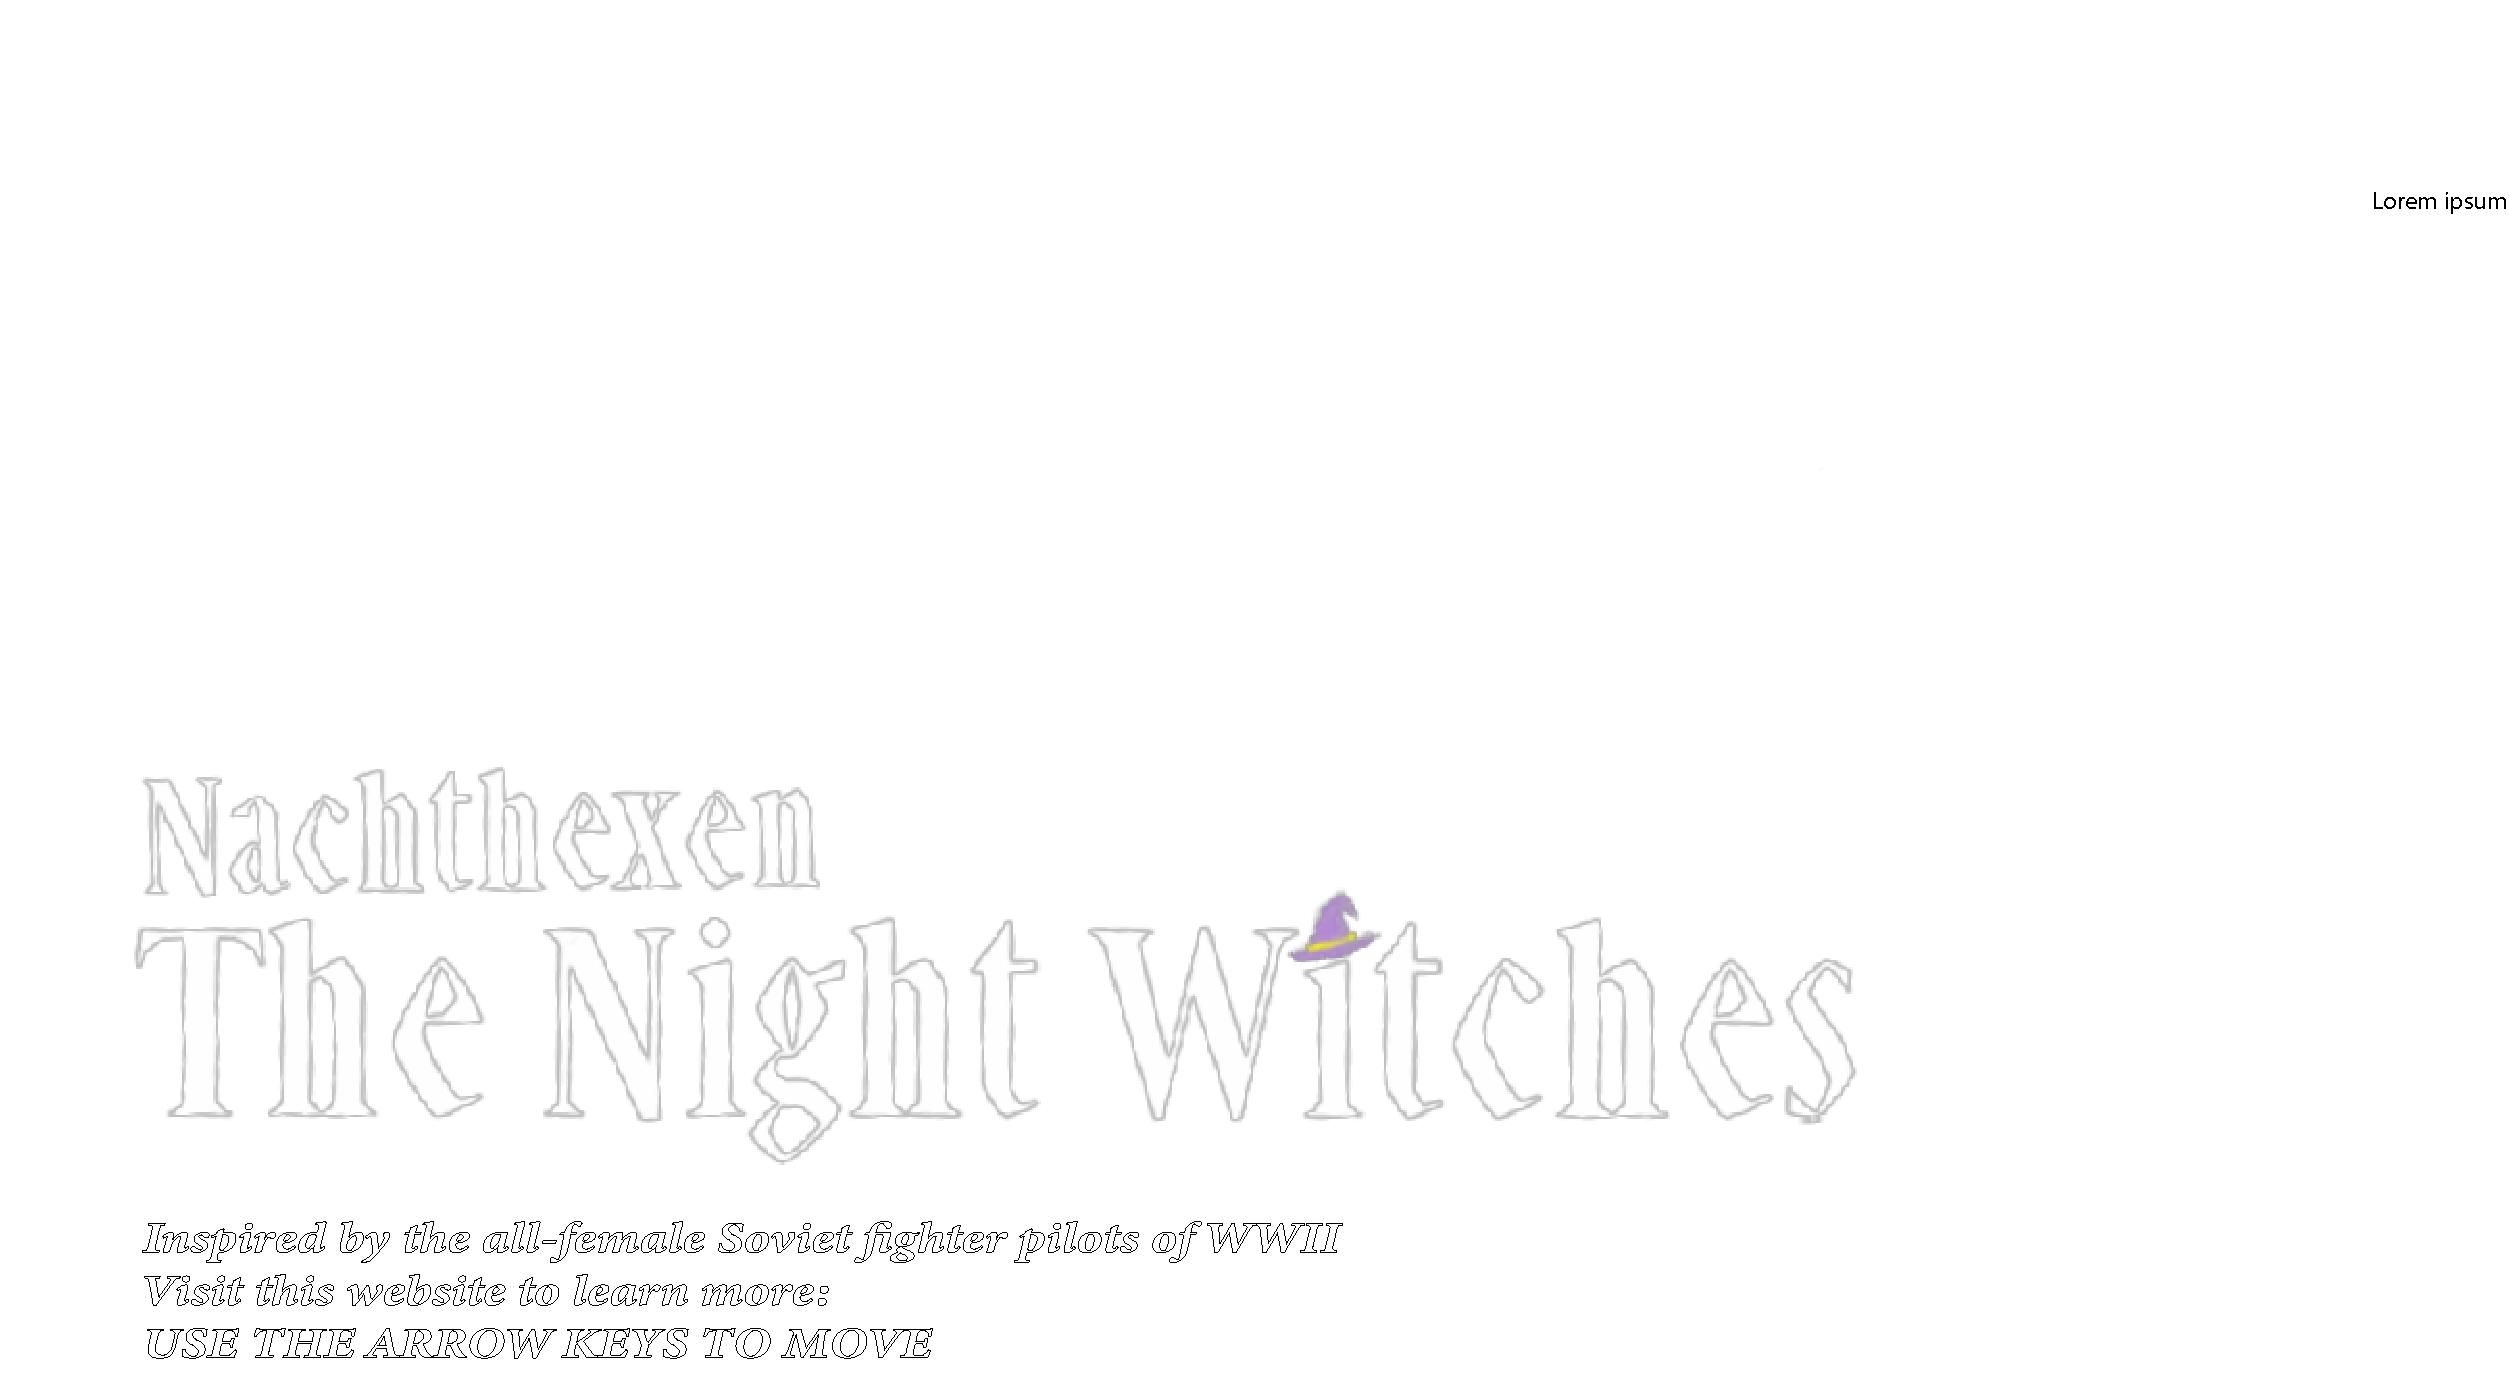 Lorem ipsum
Nachthexen
The Night Witches
Inspired by the all-female Soviet fighter pilots of WWII
Visit this website to learn more:
USE THE ARROW KEYS TO MOVE